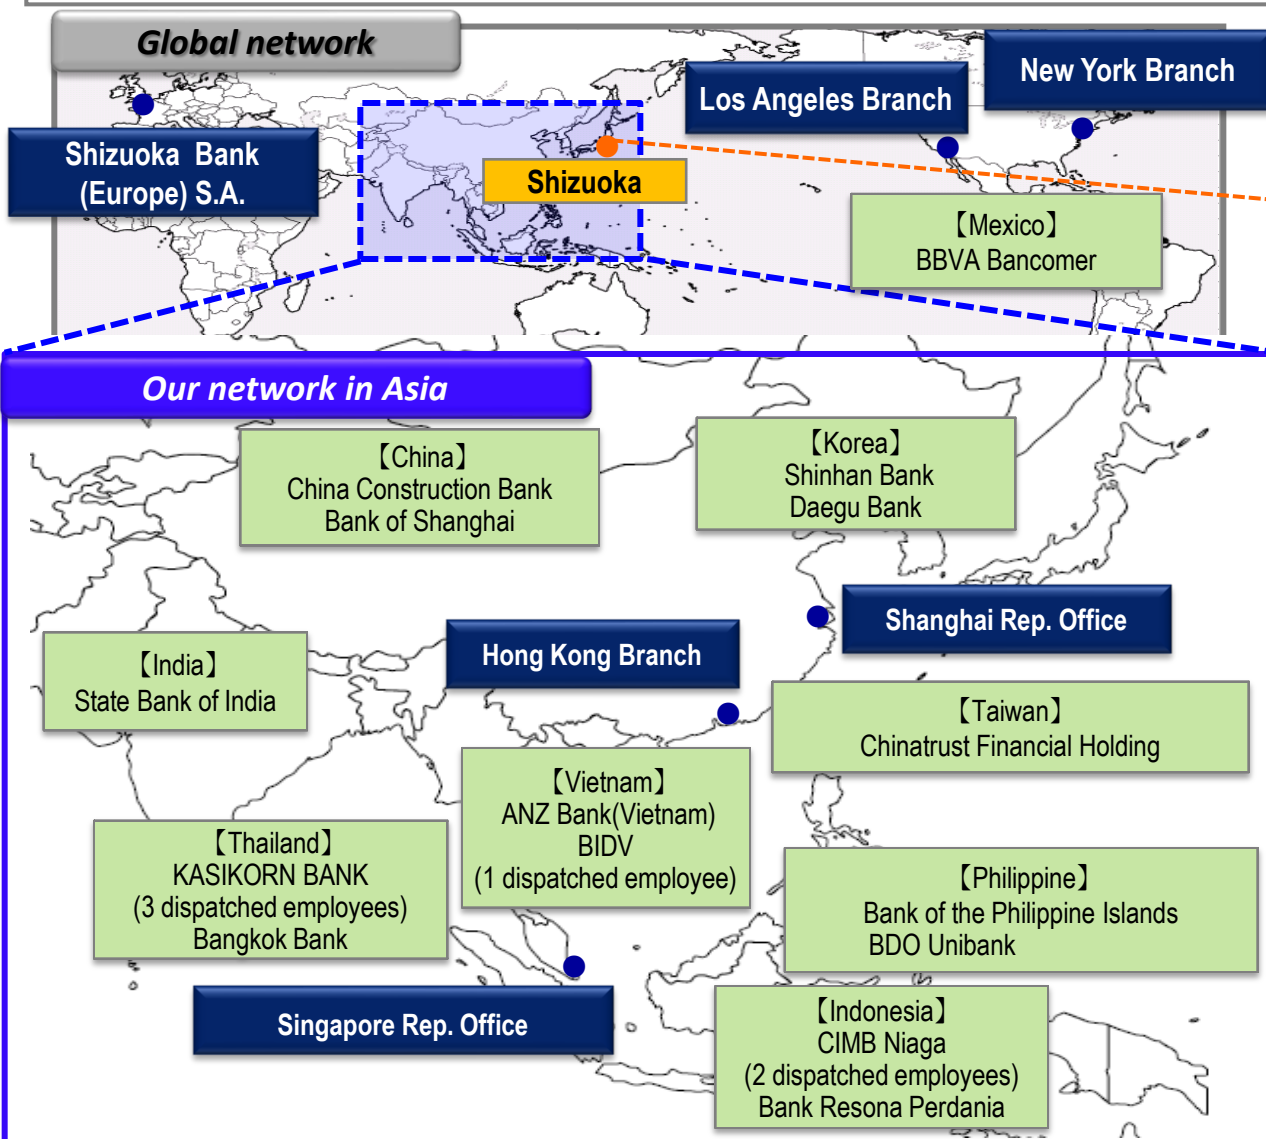 Global network
New York Branch
Los Angeles Branch
Shizuoka Bank
(Europe) S.A.
Shizuoka
【Mexico】
BBVA Bancomer
Our network in Asia
【China】
China Construction Bank
Bank of Shanghai
【Korea】
Shinhan Bank
Daegu Bank
Shanghai Rep. Office
Hong Kong Branch
【India】
State Bank of India
【Taiwan】
Chinatrust Financial Holding
【Vietnam】
ANZ Bank(Vietnam)
BIDV
(1 dispatched employee)
【Thailand】
KASIKORN BANK
(3 dispatched employees)
Bangkok Bank
【Philippine】
Bank of the Philippine Islands
BDO Unibank
Singapore Rep. Office
【Indonesia】
CIMB Niaga
(2 dispatched employees)
Bank Resona Perdania